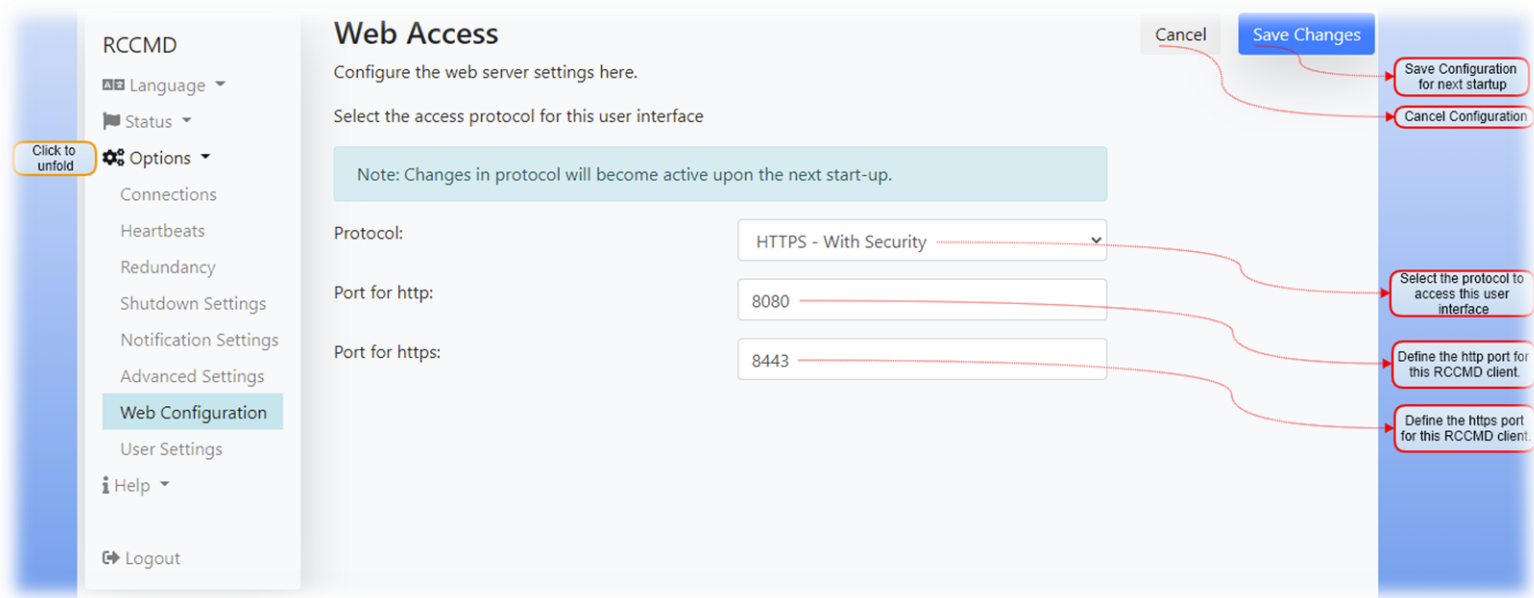 RCCMD
Language
Status
Click to
unfold
Options
Connections
Heartbeats
Redundancy
Shutdown Settings
Notification Settings
Advanced Settings
Web Configuration
User Settings
Help
Logout
Web Access
Cancel
Save Changes
Configure the web server settings here.
Select the access protocol for this user interface
Note: Changes in protocol will become active upon the next start-up.
Protocol:
HTTPS - With Security
Port for http:
8080
Port for https:
8443
Save Configuration
for next startup
Cancel Configuration
Select the protocol to
access this user
interface
Define the http port for
this RCCMD client.
Define the https port
for this RCCMD client.